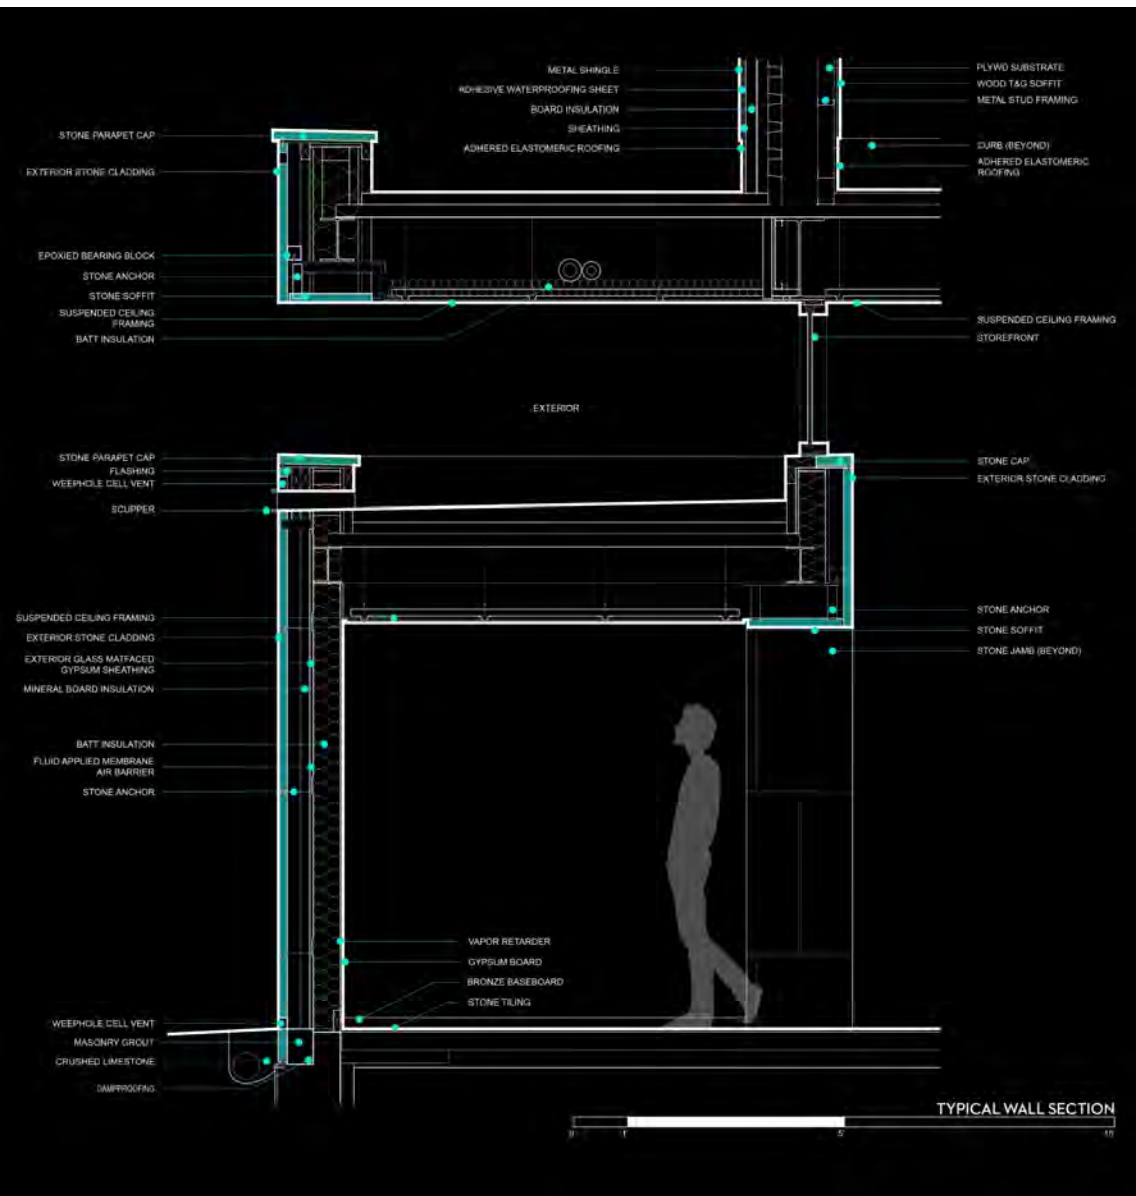 METAL SHINGLE
ADHESIVE WATERPROOFING SHEET
BOARD INSULATION
SHEATHING
ADHERED ELASTOMERIC ROOFING
PLYWD SUBSTRATE
WOOD T&G SOFFIT
METAL STUD FRAMING
CURB (BEYOND)
ADHERED ELASTOMERIC
ROOFING
STONE PARAPET CAP
EXTERIOR STONE CLADDING
EPOXIED BEARING BLOCK
STONE ANCHOR
STONE SOFFIT
SUSPENDED CEILING
FRAMING
BATT INSULATION
SUSPENDED CEILING FRAMING
STOREFRONT
EXTERIOR
STONE PARAPET CAP
FLASHING
WEEPHOLE CELL VENT
SCUPPER
STONE CAP
EXTERIOR STONE CLADDING
SUSPENDED CEILING FRAMING
EXTERIOR STONE CLADDING
EXTERIOR GLASS MATFACED
GYPSUM SHEATHING
MINERAL BOARD INSULATION
BATT INSULATION
FLUID APPLIED MEMBRANE
AIR BARRIER
STONE ANCHOR
STONE ANCHOR
STONE SOFFIT
STONE JAMB (BEYOND)
VAPOR RETARDER
GYPSUM BOARD
BRONZE BASEBOARD
STONE TILING
WEEPHOLE CELL VENT
MASONRY GROUT
CRUSHED LIMESTONE
DAMPROOFING
TYPICAL WALL SECTION
0 1' 5' 10'